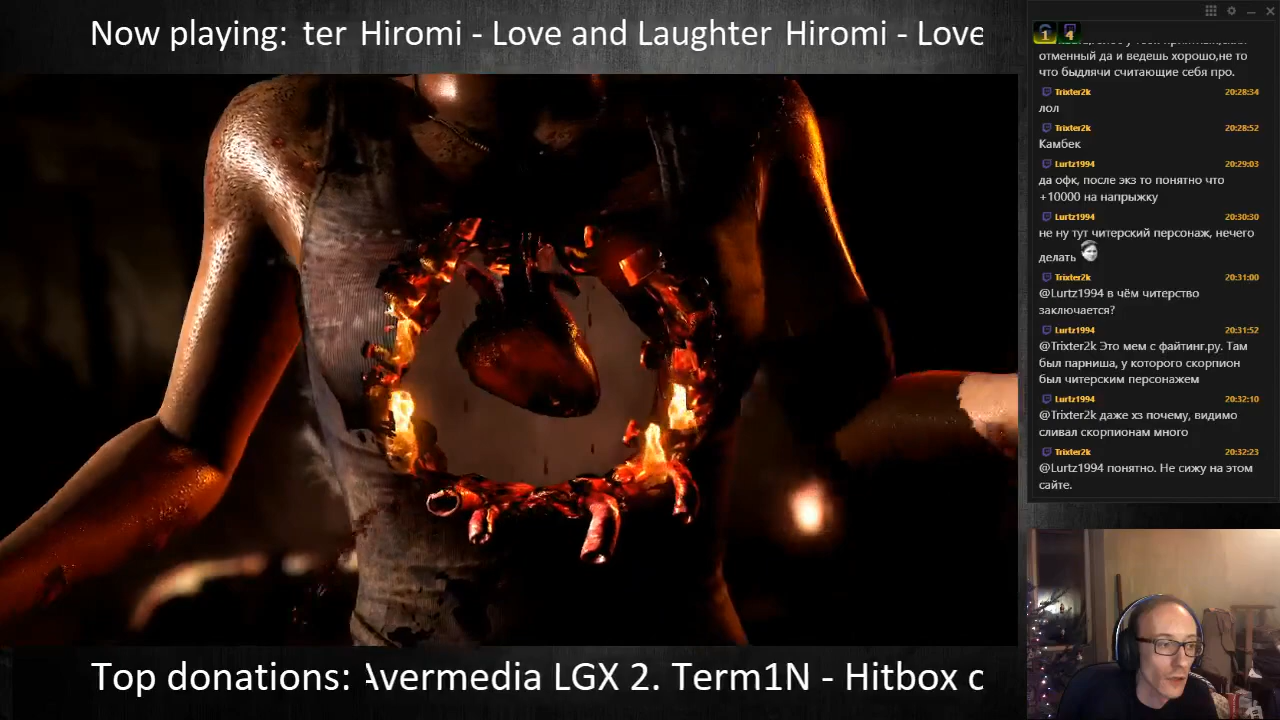 Now playing: ter Hiromi - Love and Laughter Hiromi - Love
1 4
отменный да и ведешь хорошо,не то
что быдлячи считающие себя про.
Trixter2k 20:28:34
лол
Trixter2k 20:28:52
Камбек
Lurtz1994 20:29:03
да офк, после экз то понятно что
+10000 на напрыжку
Lurtz1994 20:30:30
не ну тут читерский персонаж, нечего
делать
Trixter2k 20:31:00
@Lurtz1994 в чём читерство
заключается?
Lurtz1994 20:31:52
@Trixter2k Это мем с файтинг.ру. Там
был парниша, у которого скорпион
был читерским персонажем
Lurtz1994 20:32:10
@Trixter2k даже хз почему, видимо
сливал скорпионам много
Trixter2k 20:32:23
@Lurtz1994 понятно. Не сижу на этом
сайте.
Top donations: Avermedia LGX 2. Term1N - Hitbox c